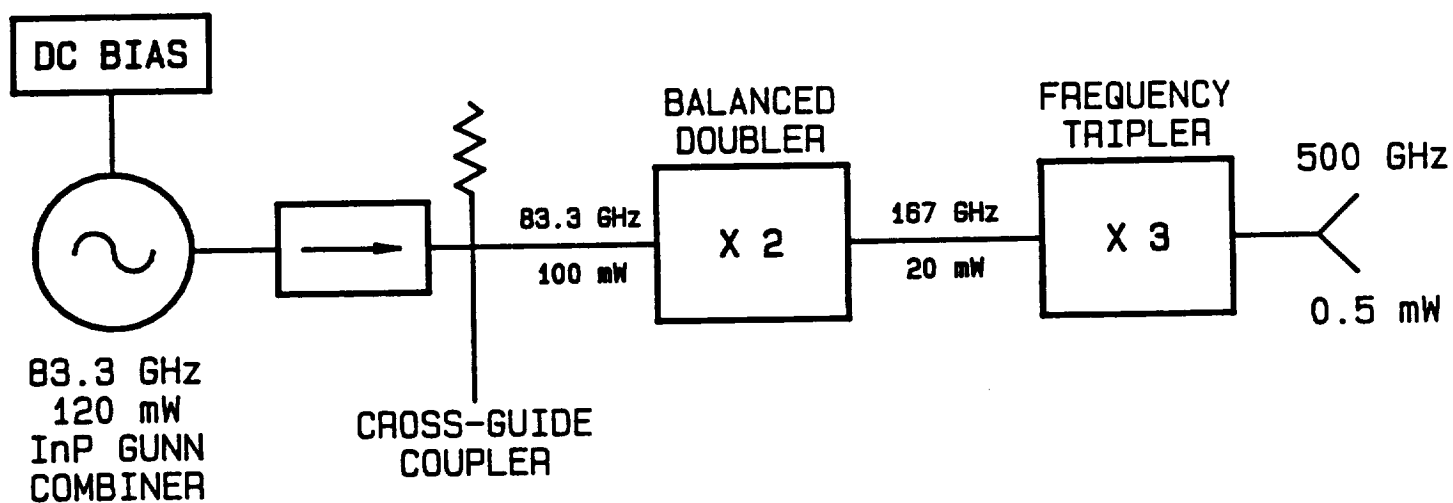 DC BIAS
83.3 GHz
120 mW
InP GUNN
COMBINER
CROSS-GUIDE
COUPLER
83.3 GHz
100 mW
BALANCED
DOUBLER
X 2
167 GHz
20 mW
FREQUENCY
TRIPLER
X 3
500 GHz
0.5 mW